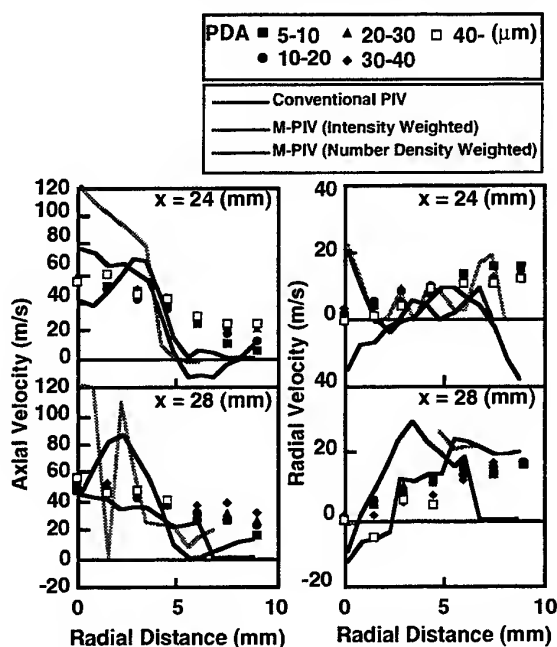 PDA ■ 5-10 ▲ 20-30 □ 40- (μm)
● 10-20 ◆ 30-40
Conventional PIV
M-PIV (Intensity Weighted)
M-PIV (Number Density Weighted)
120
100
80
60
40
20
0
x = 24 (mm)
40
20
0
40
x = 24 (mm)
Axial Velocity (m/s)
Radial Velocity (m/s)
120
100
80
60
40
20
0
-20
x = 28 (mm)
20
0
-20
x = 28 (mm)
0 5 10
0 5 10
Radial Distance (mm)
Radial Distance (mm)